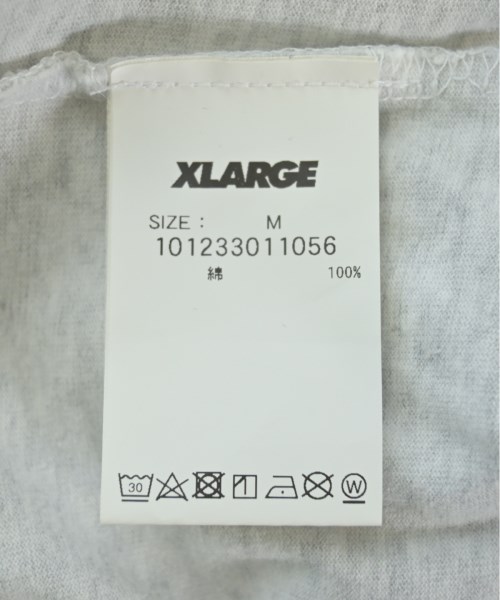 XLARGE
SIZE : M
101233011056
綿 100%
30 W